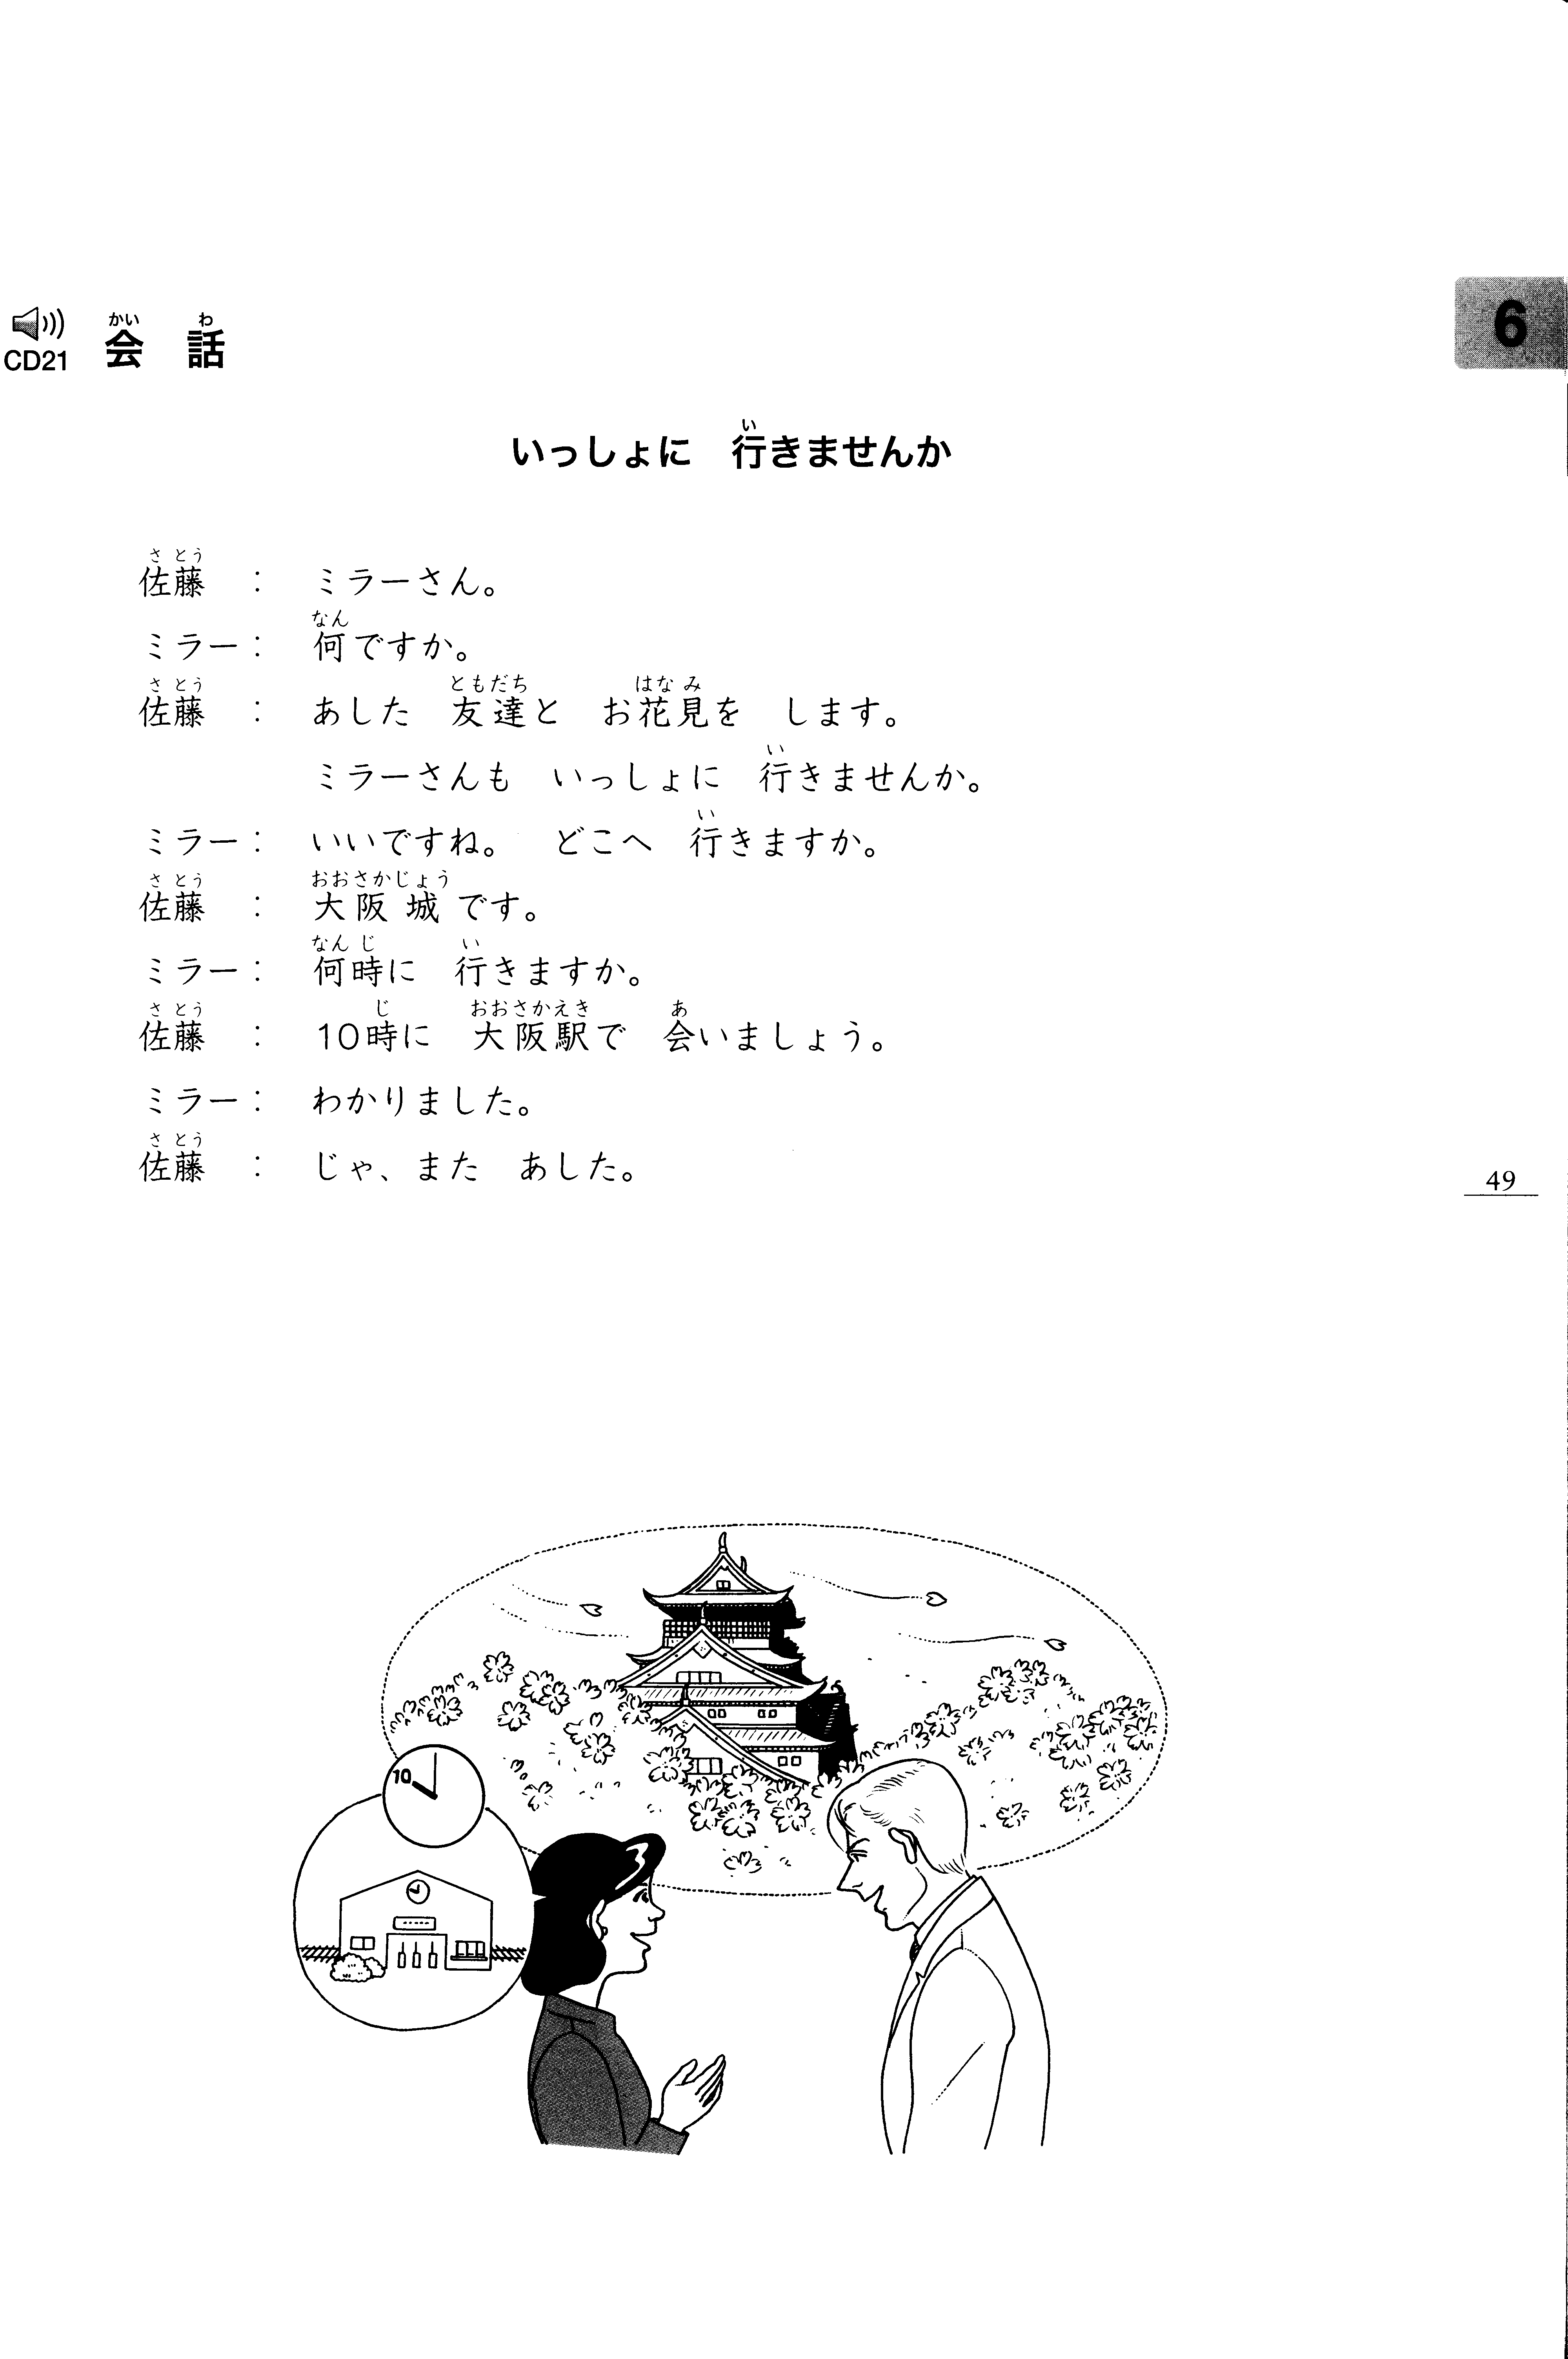 CD21
会話
かい わ
6
いっしょに 行きませんか
い
佐藤 : ミラーさん。
さ とう
ミラー : 何ですか。
なん
佐藤 : あした 友達と お花見を します。
さ とう ともだち はな み
ミラーさんも いっしょに 行きませんか。
い
ミラー : いいですね。 どこへ 行きますか。
い
佐藤 : 大阪城です。
さ とう おおさかじょう
ミラー : 何時に 行きますか。
なん じ い
佐藤 : 10時に 大阪駅で 会いましょう。
さ とう じ おおさかえき あ
ミラー : わかりました。
佐藤 : じゃ、また あした。
さ とう
49
10